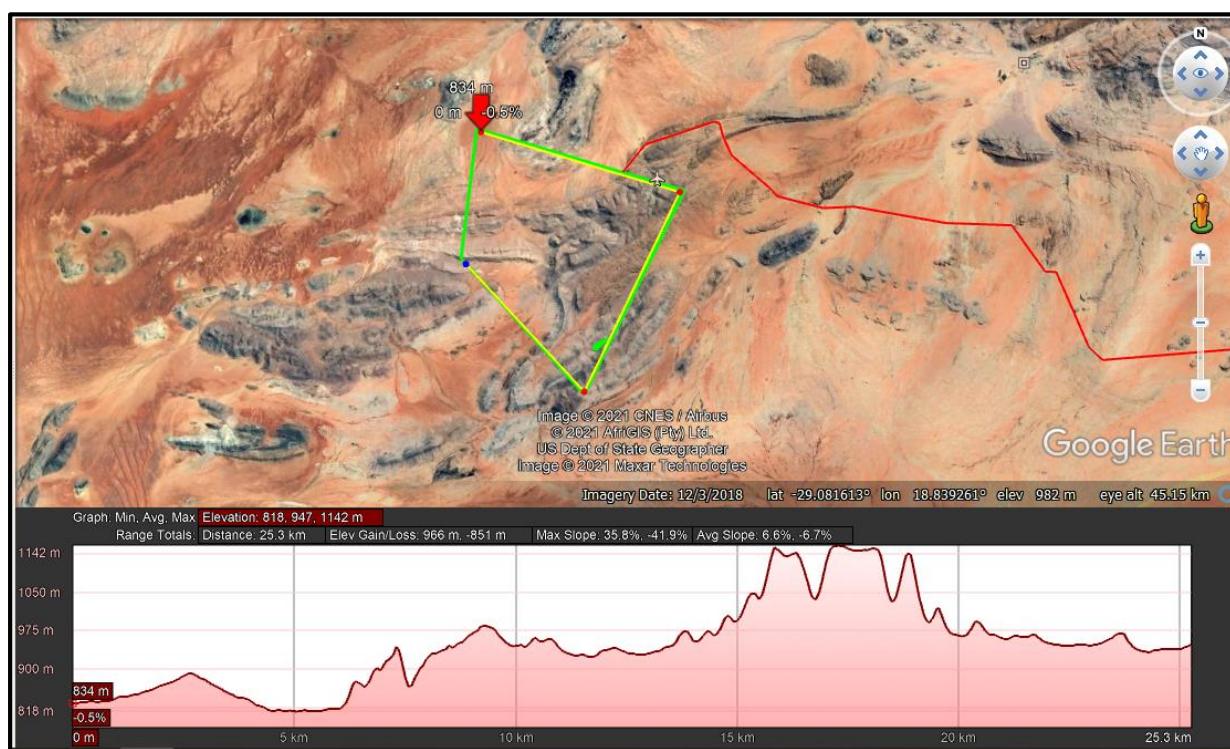 N
834 m
0 m -0.5%
Image © 2021 CNES / Airbus
© 2021 AfriGIS (Pty) Ltd.
US Dept of State Geographer
Image © 2021 Maxar Technologies
Google Earth
Imagery Date: 12/3/2018 lat -29.081613° lon 18.839261° elev 982 m eye alt 45.15 km
Graph: Min, Avg, Max Elevation: 818, 947, 1142 m
Range Totals: Distance: 25.3 km Elev Gain/Loss: 966 m, -851 m Max Slope: 35.8%, -41.9% Avg Slope: 6.6%, -6.7%
1142 m
1050 m
975 m
900 m
834 m
818 m
-0.5%
0 m 5 km 10 km 15 km 20 km 25.3 km